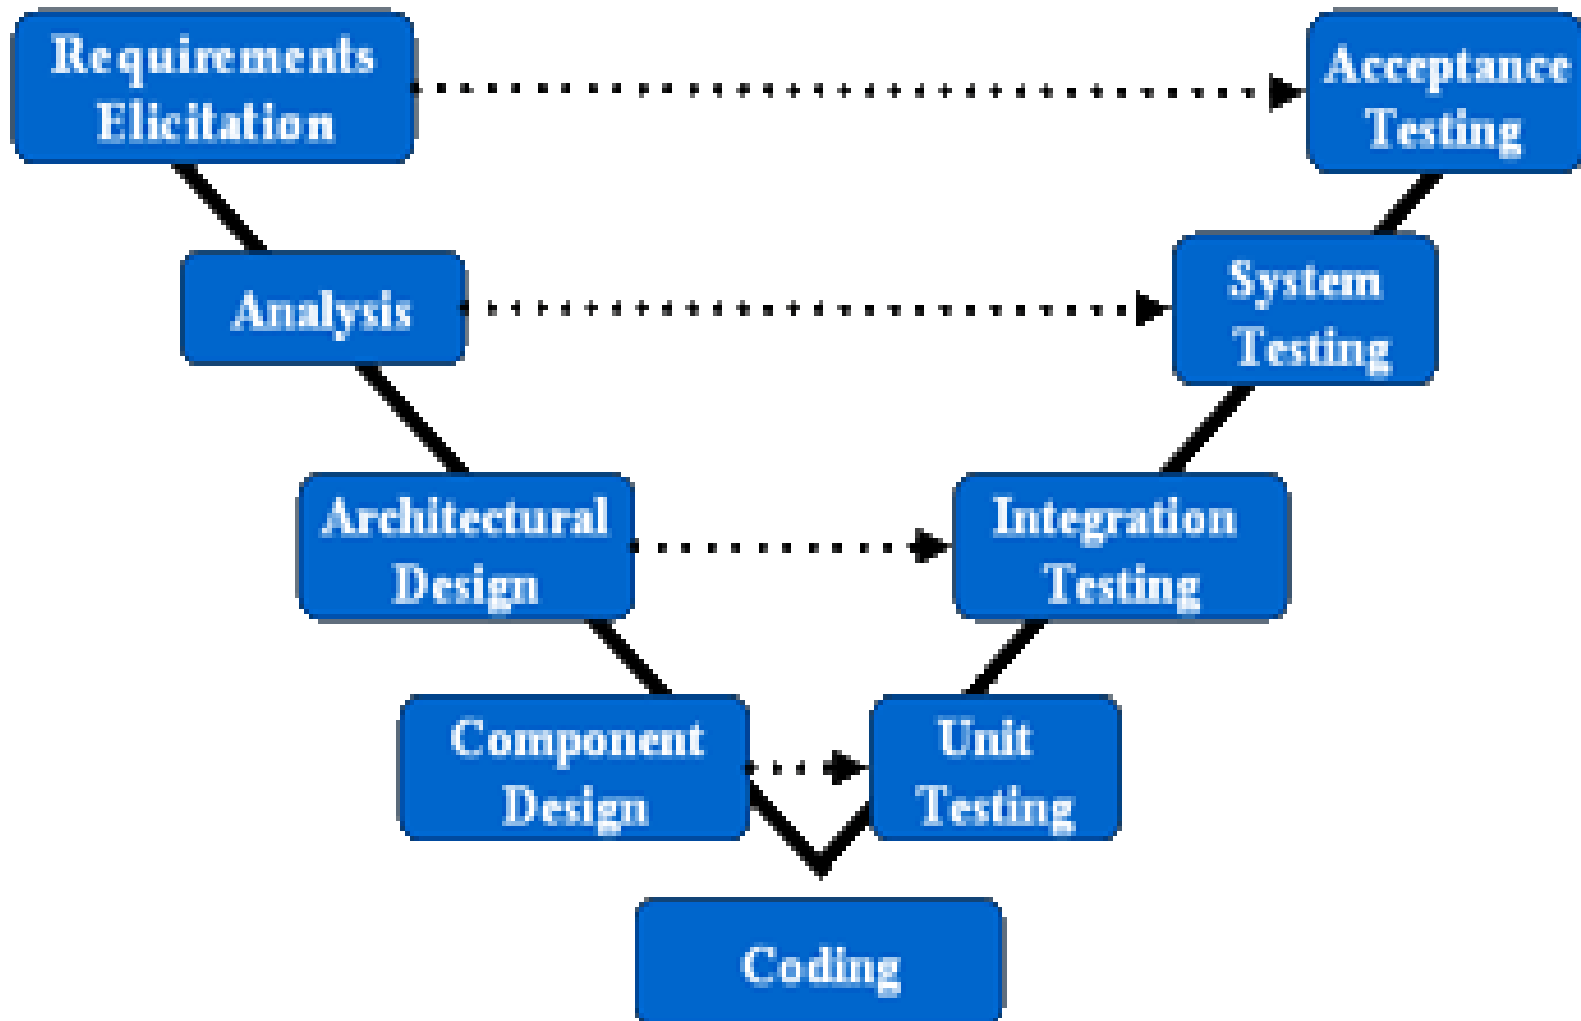 Requirements
Elicitation
Acceptance
Testing
Analysis
System
Testing
Architectural
Design
Integration
Testing
Component
Design
Unit
Testing
Coding